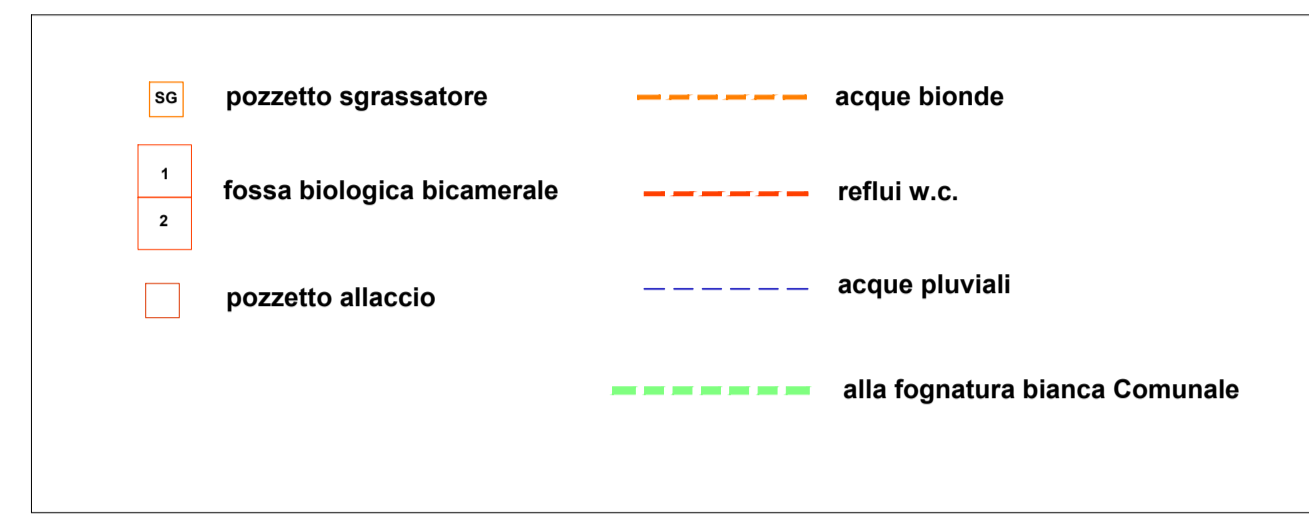 SG pozzetto sgrassatore
1
2
fossa biologica bicamerale
pozzetto allaccio
acque bionde
reflui w.c.
acque pluviali
alla fognatura bianca Comunale